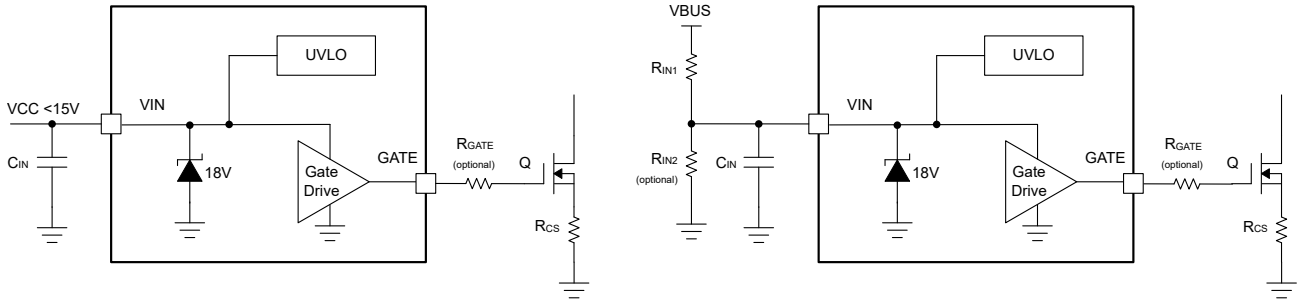 UVLO
VCC <15V
VIN
CIN
18V
Gate
Drive
GATE
RGATE
(optional)
Q
RCS
VBUS
RIN1
UVLO
VIN
RIN2
(optional)
CIN
18V
Gate
Drive
GATE
RGATE
(optional)
Q
RCS